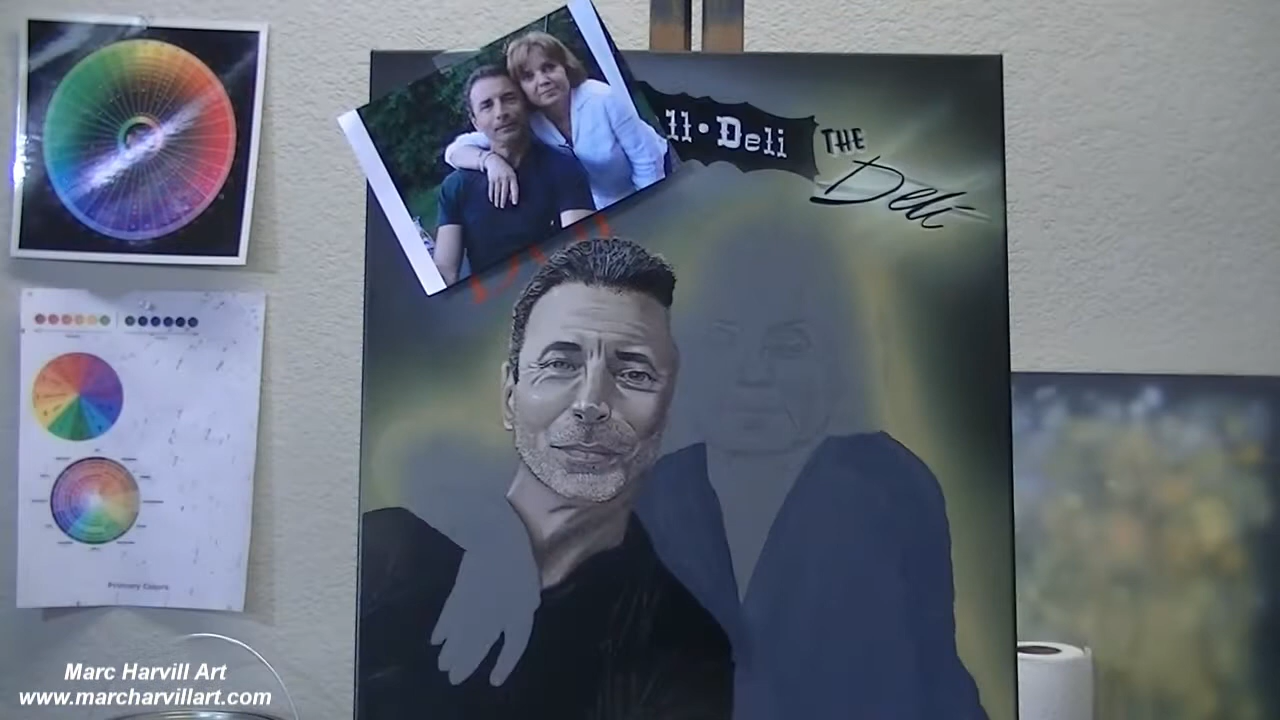 ll • Deli
THE
Deli
Primary Colors
Marc Harvill Art
www.marcharvillart.com